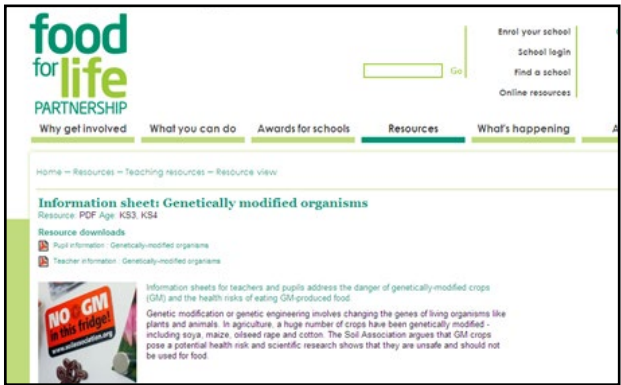 food
for life
PARTNERSHIP
Enrol your school
School login
Go
Find a school
Online resources
Why get involved
What you can do
Awards for schools
Resources
What's happening
A
Home – Resources – Teaching resources – Resource view
Information sheet: Genetically modified organisms
Resource: PDF Age: KS3, KS4
Resource downloads
Pupil information : Genetically-modified organisms
Teacher information : Genetically-modified organisms
NO GM
in this fridge!
www.soilassociation.org
Information sheets for teachers and pupils address the danger of genetically-modified crops
(GM) and the health risks of eating GM-produced food.
Genetic modification or genetic engineering involves changing the genes of living organisms like
plants and animals. In agriculture, a huge number of crops have been genetically modified -
including soya, maize, oilseed rape and cotton. The Soil Association argues that GM crops
pose a potential health risk and scientific research shows that they are unsafe and should not
be used for food.